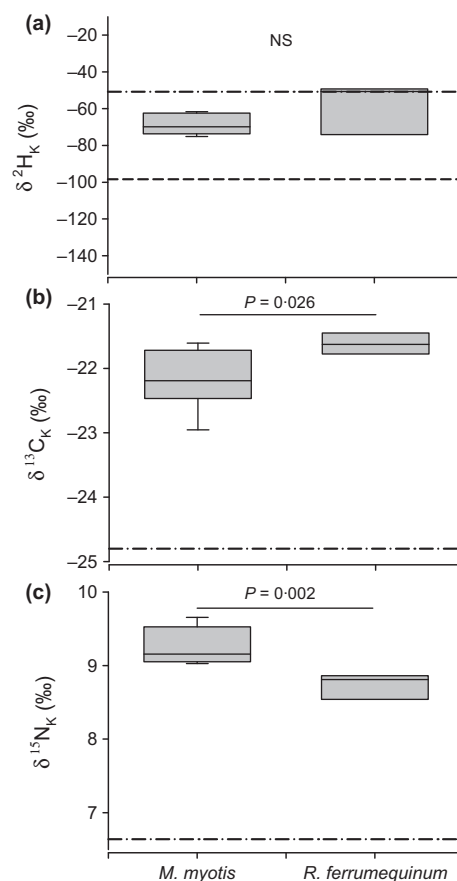 (a)
NS
−20
−40
−60
−80
−100
−120
−140
δ ²H_K (‰)
(b)
P = 0·026
−21
−22
−23
−24
−25
δ ¹³C_K (‰)
(c)
P = 0·002
10
9
8
7
δ ¹⁵N_K (‰)
M. myotis R. ferrumequinum